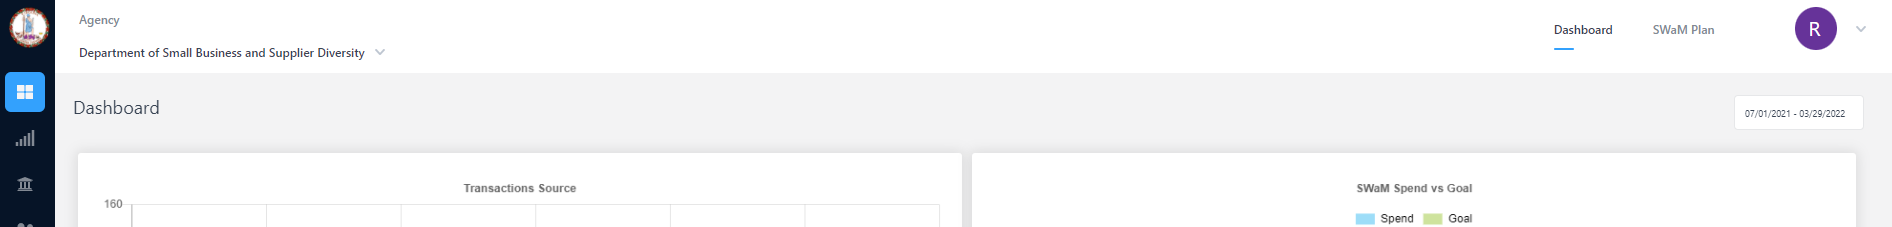 Agency
Department of Small Business and Supplier Diversity
Dashboard
SWaM Plan
R
Dashboard
07/01/2021 - 03/29/2022
Transactions Source
160
SWaM Spend vs Goal
Spend
Goal